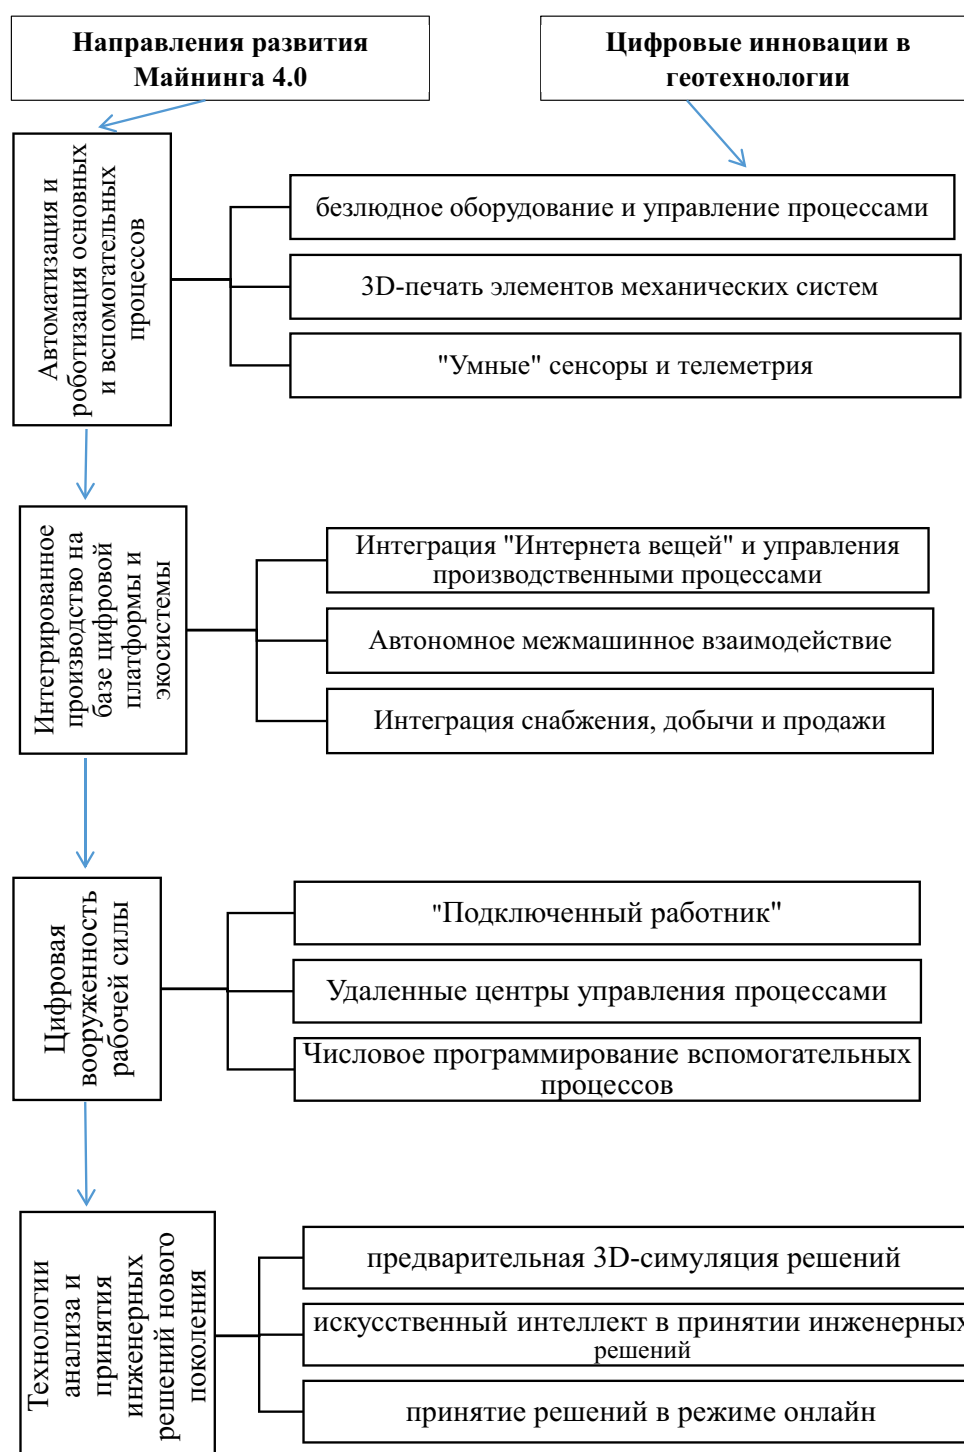 Направления развития
Майнинга 4.0
Цифровые инновации в
геотехнологии
Автоматизация и
роботизация основных
и вспомогательных
процессов
безлюдное оборудование и управление процессами
3D-печать элементов механических систем
"Умные" сенсоры и телеметрия
Интегрированное
производство на
базе цифровой
платформы и
экосистемы
Интеграция "Интернета вещей" и управления
производственными процессами
Автономное межмашинное взаимодействие
Интеграция снабжения, добычи и продажи
Цифровая
вооруженность
рабочей силы
"Подключенный работник"
Удаленные центры управления процессами
Числовое программирование вспомогательных
процессов
Технологии
анализа и
принятия
инженерных
решений нового
поколения
предварительная 3D-симуляция решений
искусственный интеллект в принятии инженерных
решений
принятие решений в режиме онлайн